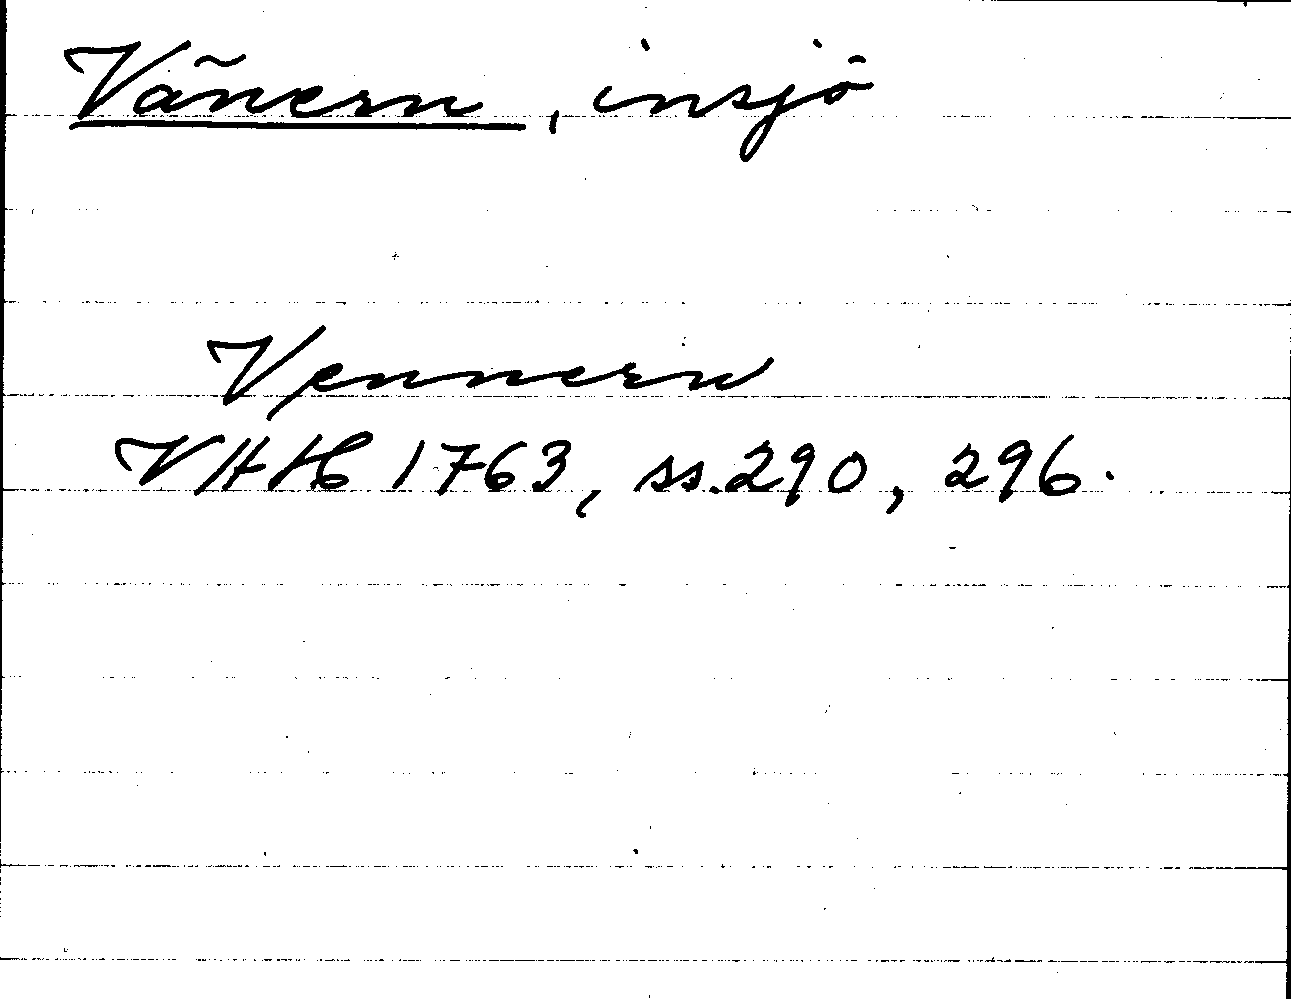 Vänern, insjö
Vennern
VHH 1763, ss. 290, 296.